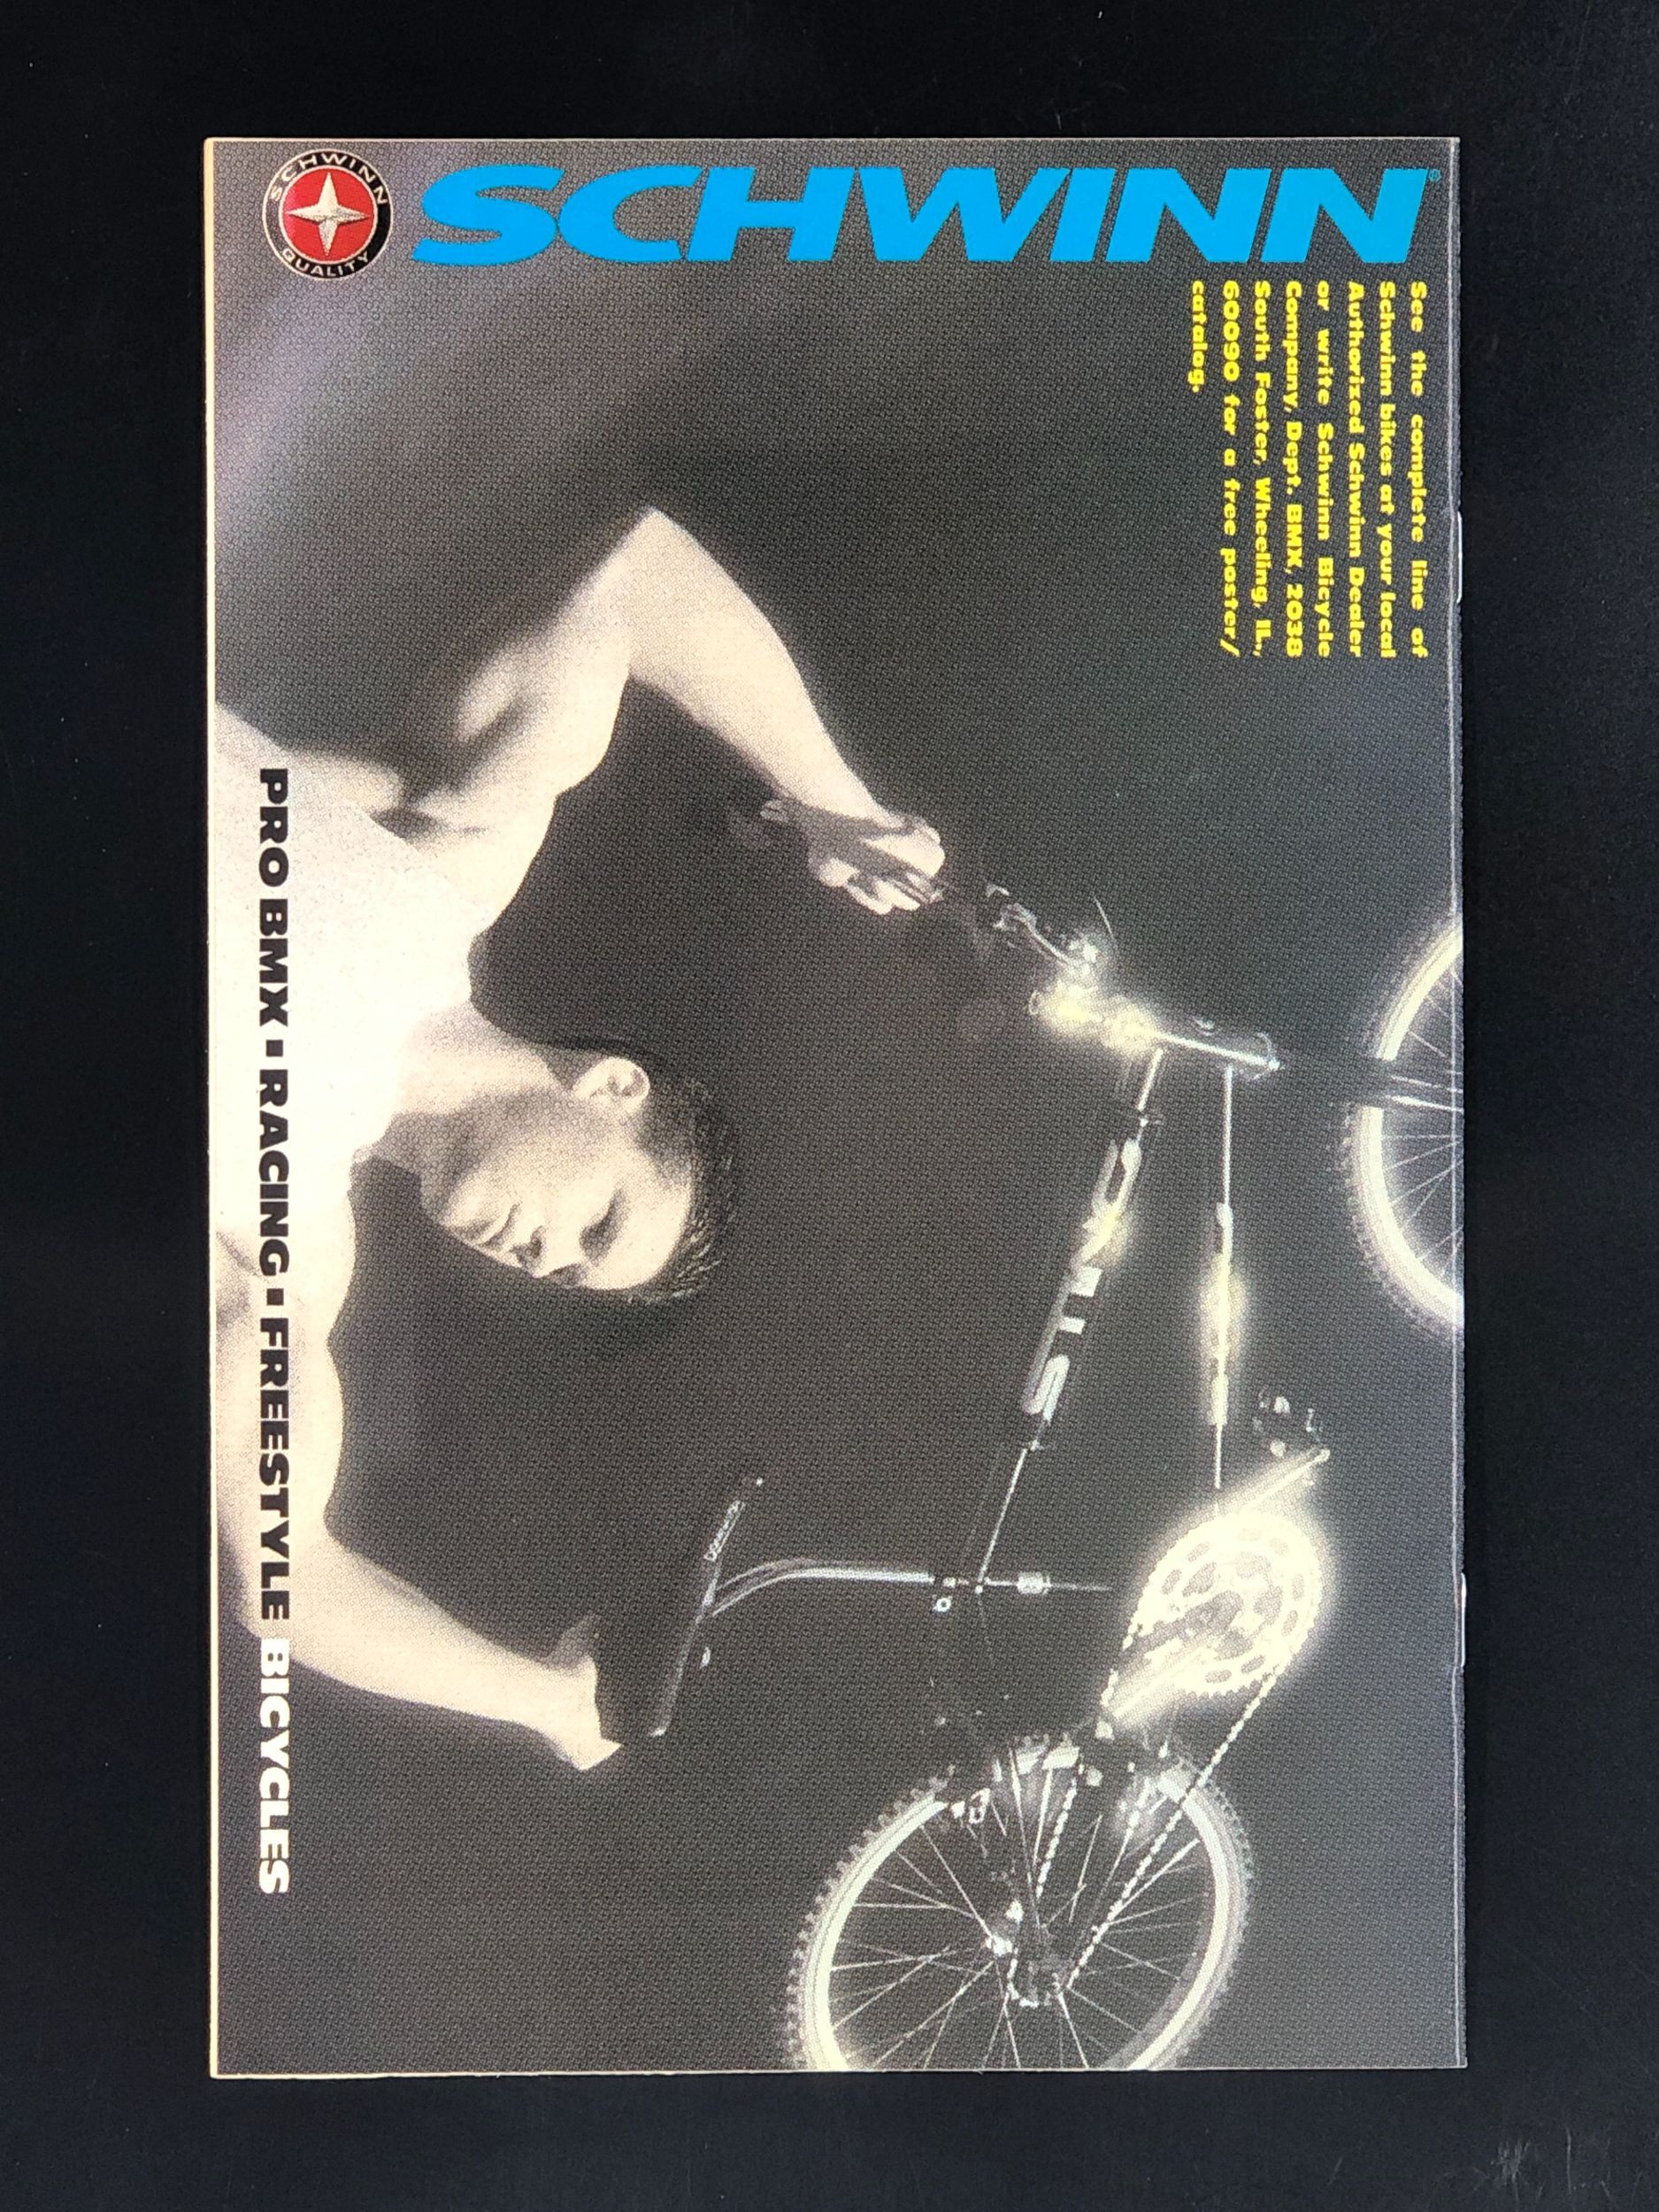 SCHWINN
QUALITY
SCHWINN®
See the complete line of
Schwinn bikes at your local
Authorized Schwinn Dealer
or write Schwinn Bicycle
Company, Dept. BMX, 2038
South Foster, Wheeling, IL,
60090 for a free poster/
catalog.
PRO BMX ▪ RACING ▪ FREESTYLE BICYCLES